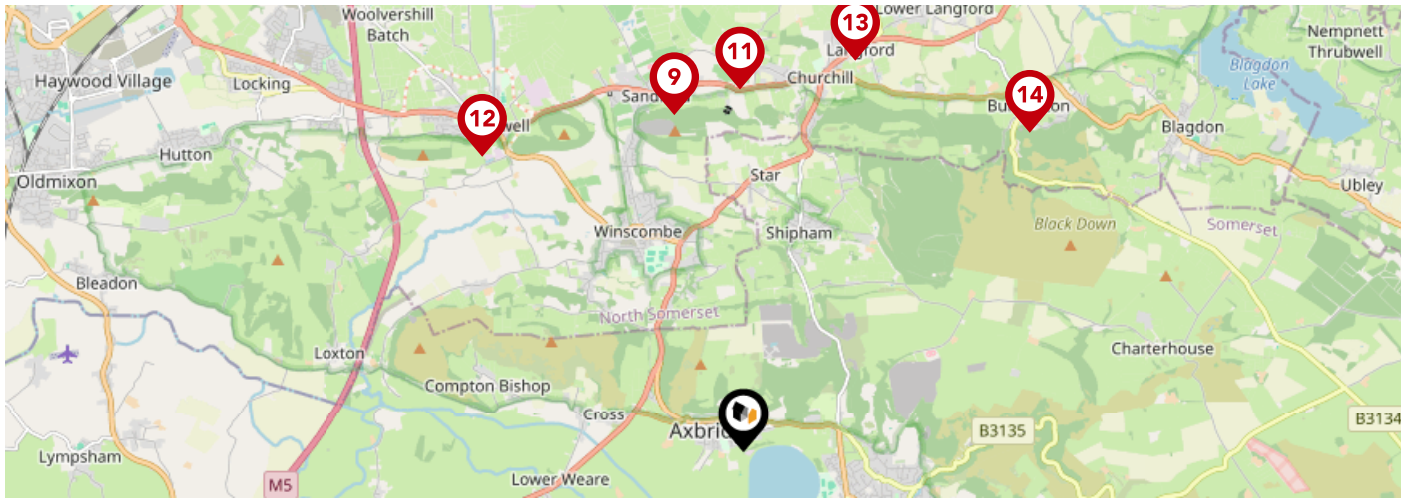 Woolvershill
Batch
13
Lower Langford
Nempnett
Thrubwell
11
Langford
Blagdon
Lake
Haywood Village
Locking
9
Churchill
12
14
Blagdon
Hutton
Oldmixon
Star
Ubley
Winscombe
Shipham
Black Down
Somerset
Bleadon
North Somerset
Loxton
Charterhouse
Compton Bishop
Cross
B3134
B3135
Lympsham
Lower Weare
M5